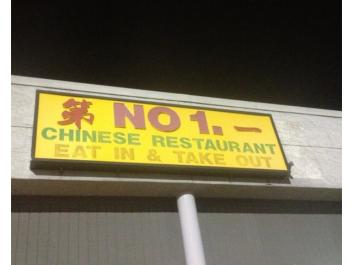 第 NO 1. 一
CHINESE RESTAURANT
EAT IN & TAKE OUT